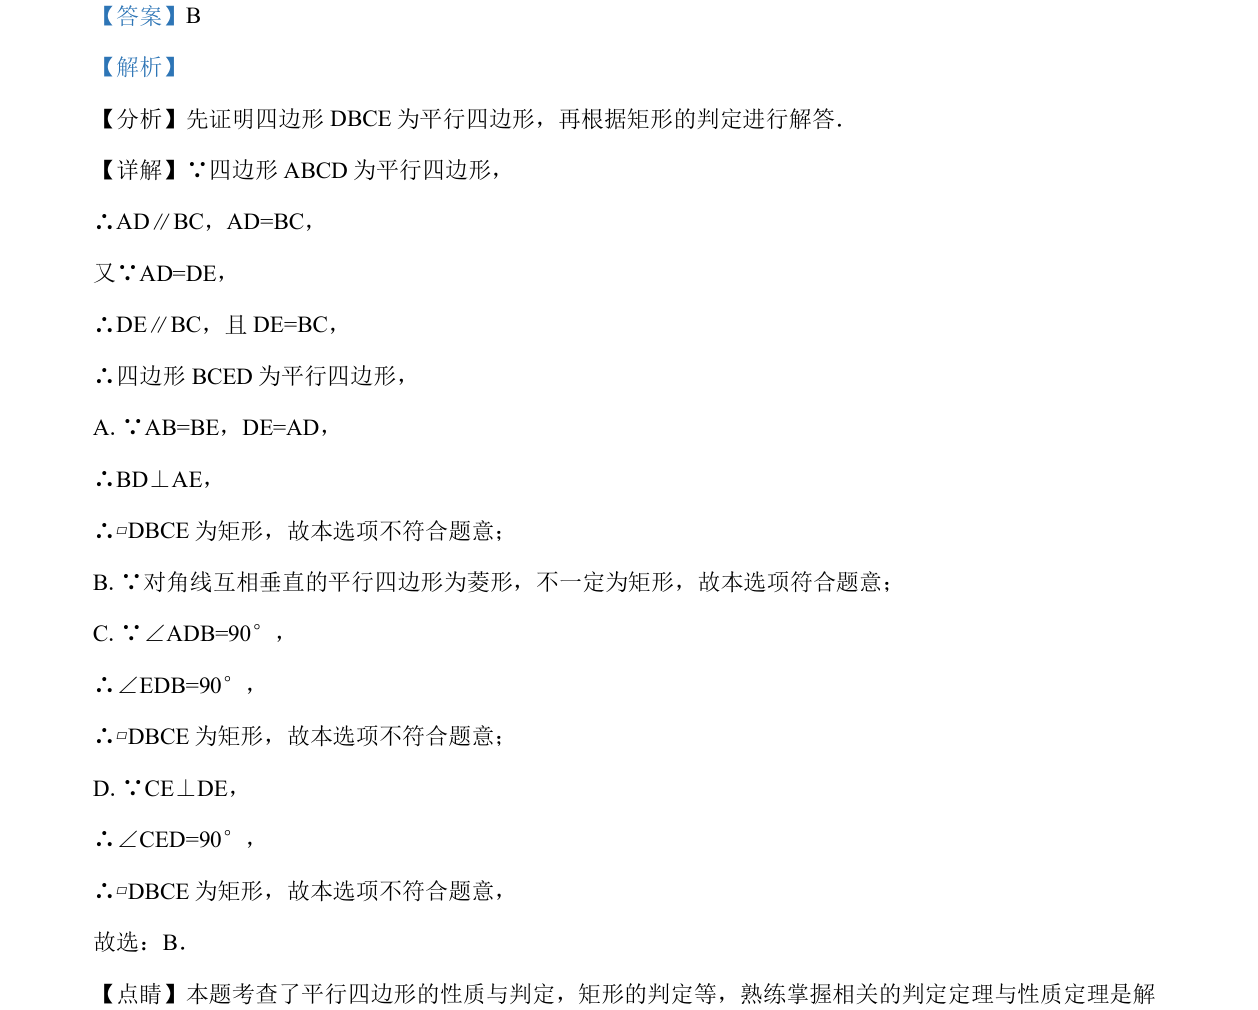 【答案】B
【解析】
【分析】先证明四边形 DBCE 为平行四边形，再根据矩形的判定进行解答．
【详解】∵四边形 ABCD 为平行四边形，
∴AD∥BC，AD=BC，
又∵AD=DE，
∴DE∥BC，且 DE=BC，
∴四边形 BCED 为平行四边形，
A. ∵AB=BE，DE=AD，
∴BD⊥AE，
∴▱DBCE 为矩形，故本选项不符合题意；
B. ∵对角线互相垂直的平行四边形为菱形，不一定为矩形，故本选项符合题意；
C. ∵∠ADB=90°，
∴∠EDB=90°，
∴▱DBCE 为矩形，故本选项不符合题意；
D. ∵CE⊥DE，
∴∠CED=90°，
∴▱DBCE 为矩形，故本选项不符合题意，
故选：B．
【点睛】本题考查了平行四边形的性质与判定，矩形的判定等，熟练掌握相关的判定定理与性质定理是解